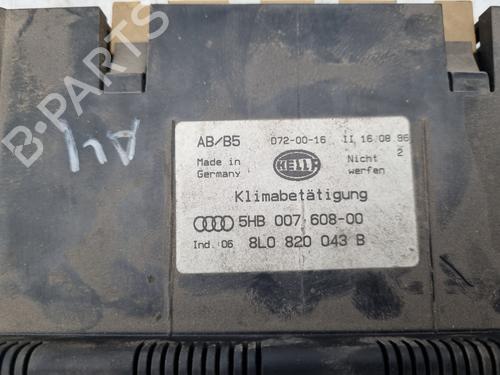 AB/B5 072-00-16 II 16.08.96
Made in Germany
HELLA
Nicht werfen
2
Klimabetätigung
5HB 007 608-00
Ind. 06 8L0 820 043 B
A4
B-PARTS